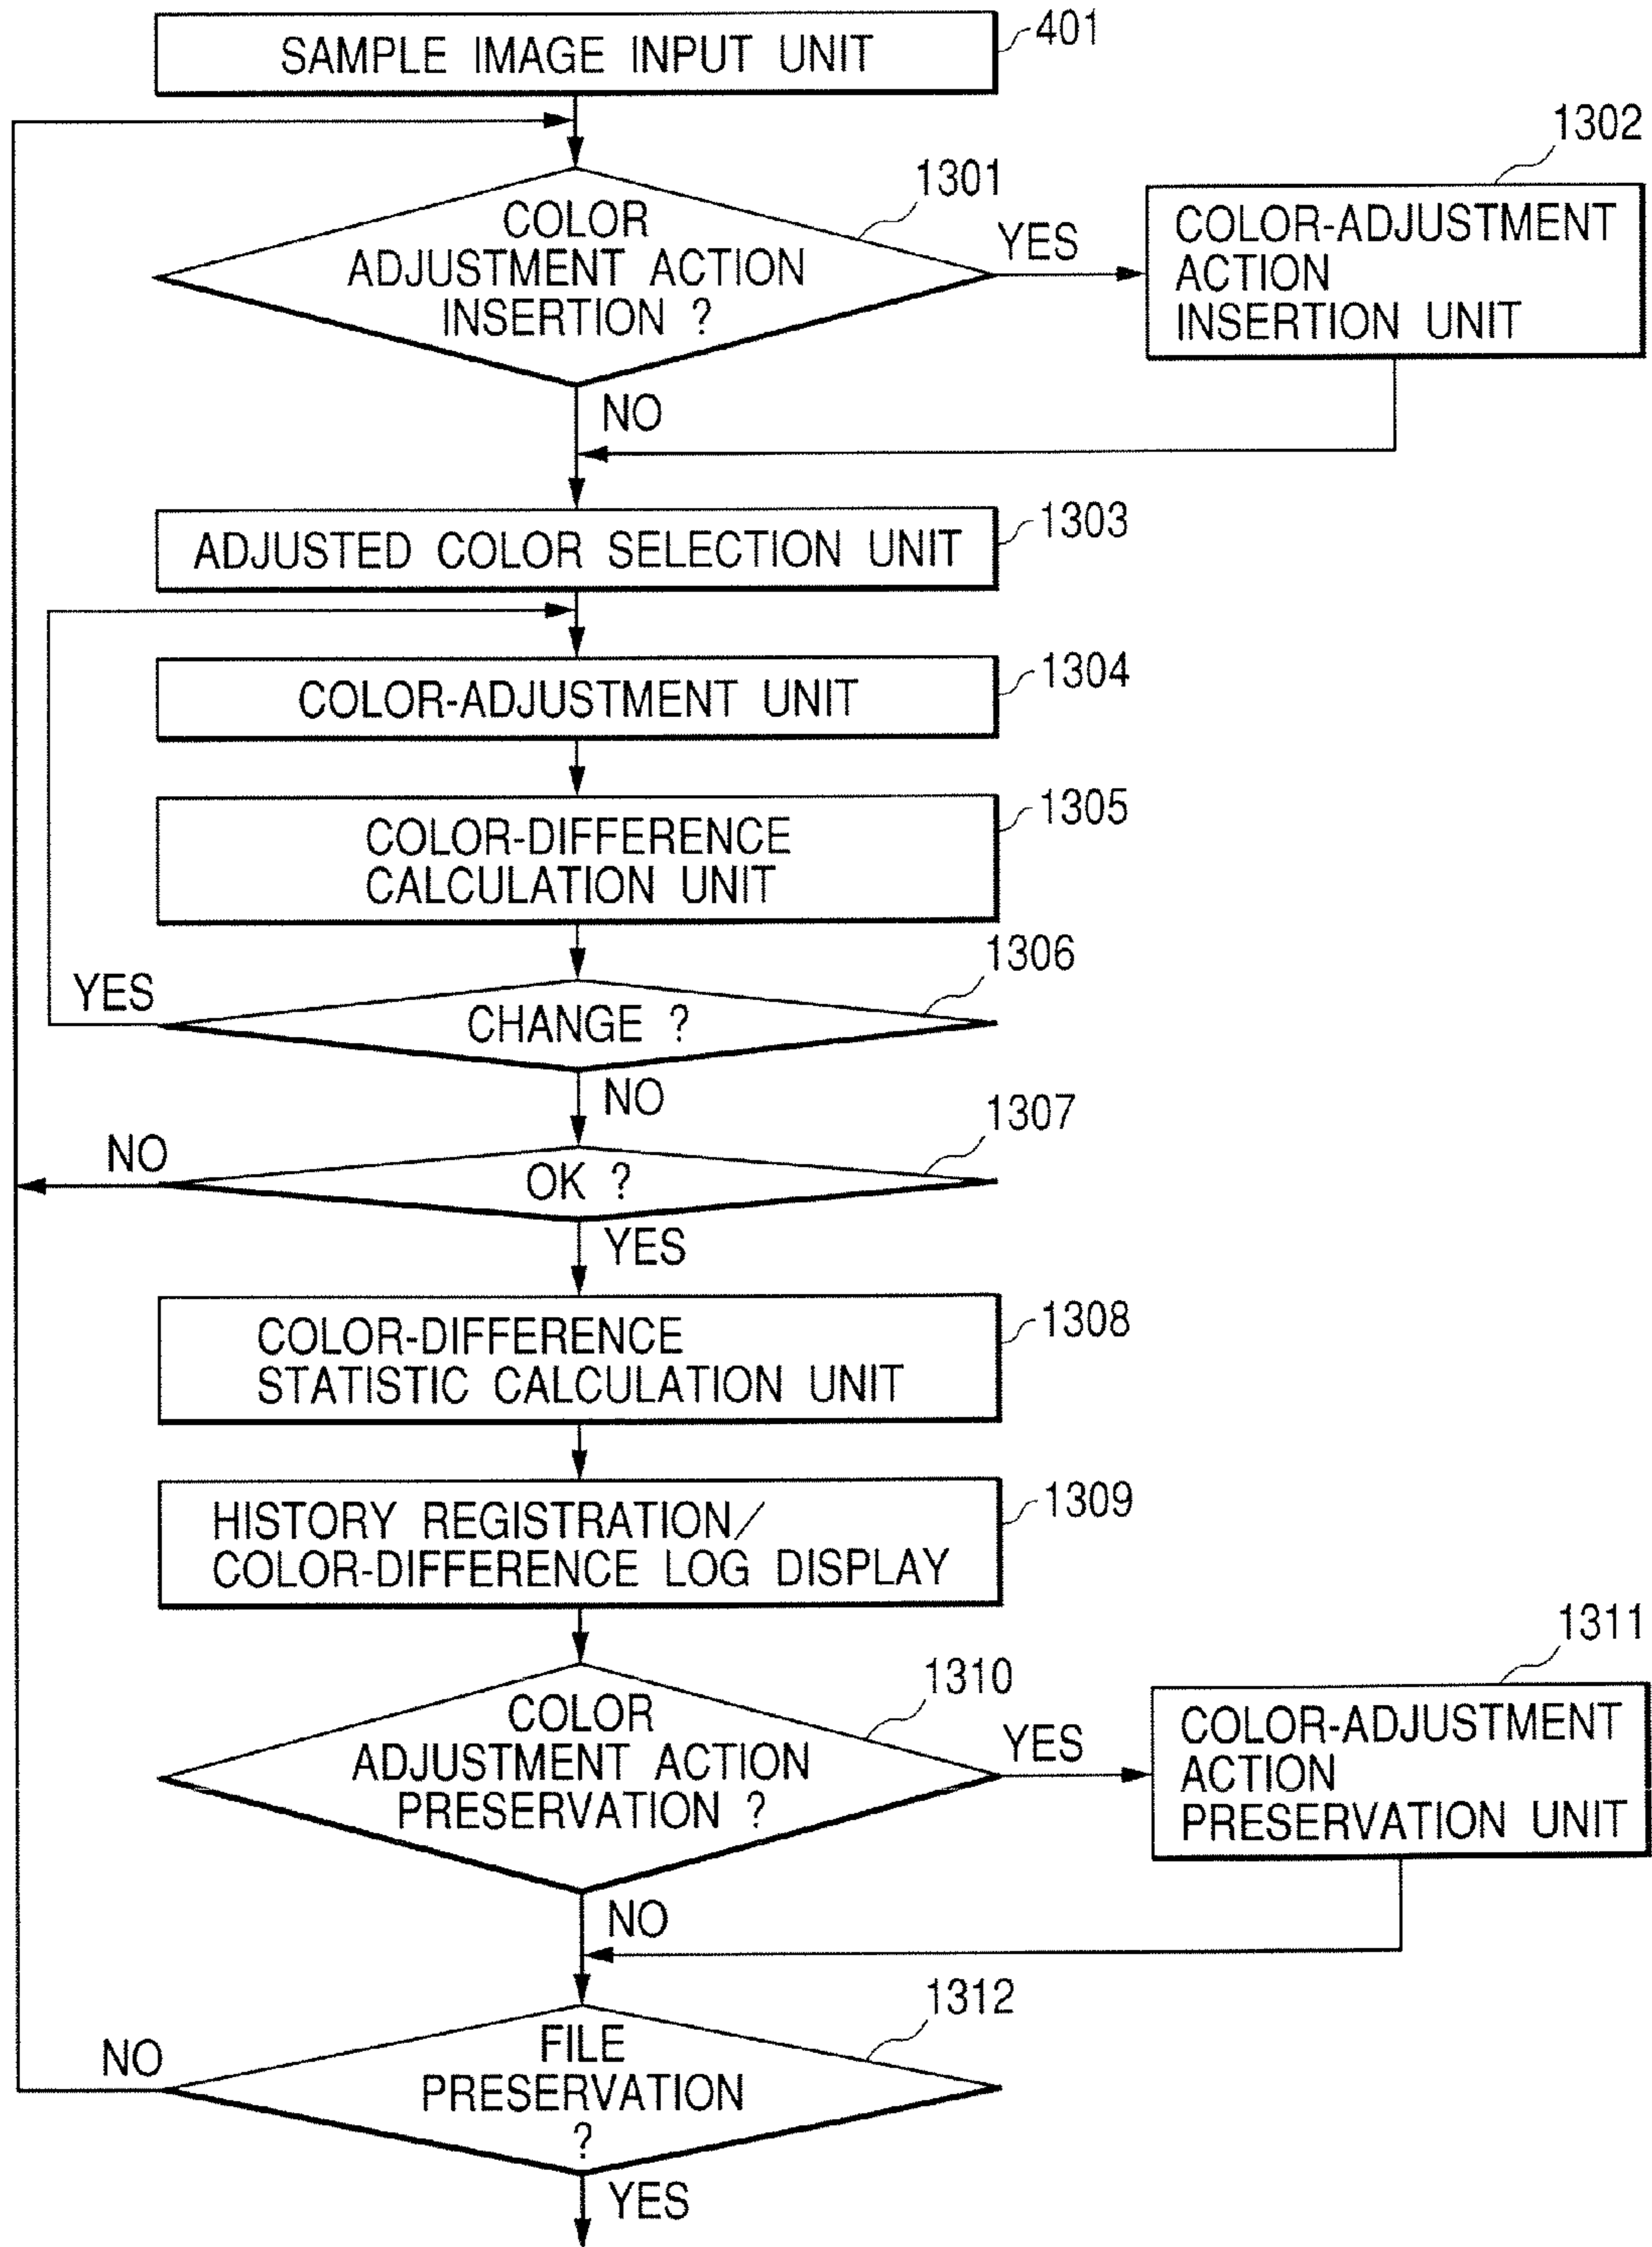 SAMPLE IMAGE INPUT UNIT
401
COLOR
ADJUSTMENT ACTION
INSERTION ?
1301
YES
1302
COLOR-ADJUSTMENT
ACTION
INSERTION UNIT
NO
ADJUSTED COLOR SELECTION UNIT
1303
COLOR-ADJUSTMENT UNIT
1304
COLOR-DIFFERENCE
CALCULATION UNIT
1305
CHANGE ?
1306
YES
NO
OK ?
1307
NO
YES
COLOR-DIFFERENCE
STATISTIC CALCULATION UNIT
1308
HISTORY REGISTRATION/
COLOR-DIFFERENCE LOG DISPLAY
1309
COLOR
ADJUSTMENT ACTION
PRESERVATION ?
1310
YES
1311
COLOR-ADJUSTMENT
ACTION
PRESERVATION UNIT
NO
FILE
PRESERVATION
?
1312
NO
YES